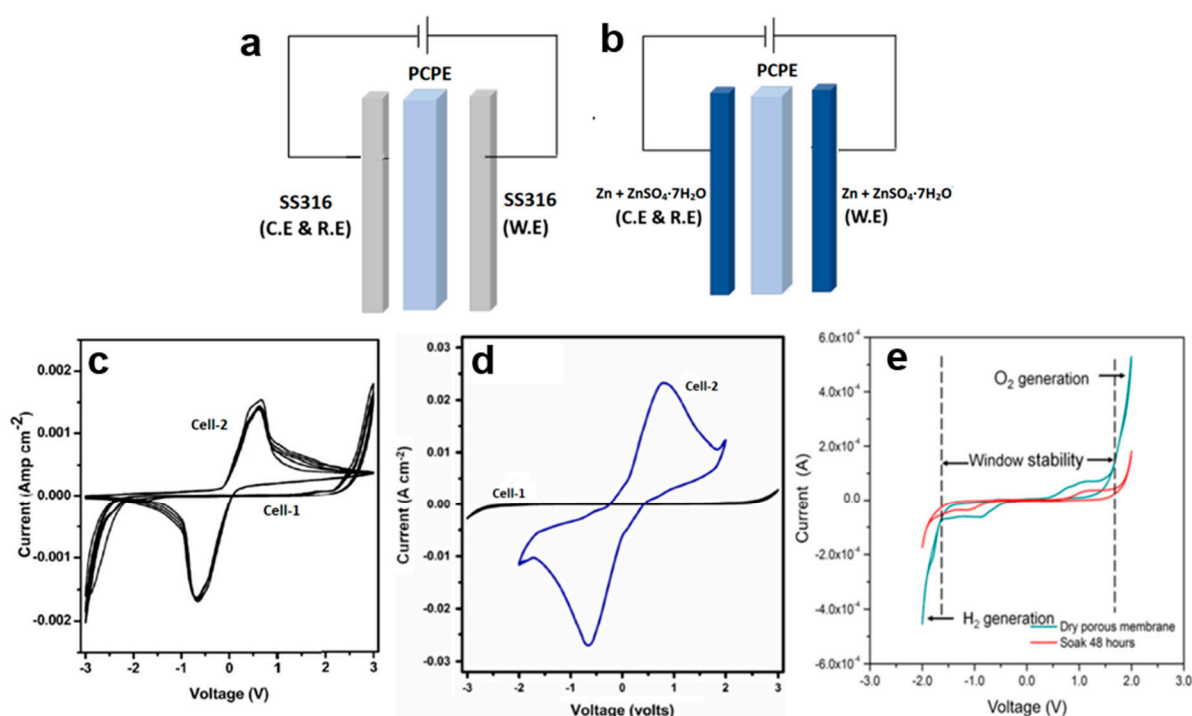 a
PCPE
SS316
(C.E & R.E)
SS316
(W.E)
b
PCPE
Zn + ZnSO₄·7H₂O
(C.E & R.E)
Zn + ZnSO₄·7H₂O
(W.E)
c
Current (Amp cm⁻²)
0.002
0.001
0.000
-0.001
-0.002
Cell-2
Cell-1
-3 -2 -1 0 1 2 3
Voltage (V)
d
Current (A cm⁻²)
0.03
0.02
0.01
0.00
-0.01
-0.02
-0.03
Cell-2
Cell-1
-3 -2 -1 0 1 2 3
Voltage (volts)
e
Current (A)
6.0x10⁻⁴
4.0x10⁻⁴
2.0x10⁻⁴
0.0
-2.0x10⁻⁴
-4.0x10⁻⁴
-6.0x10⁻⁴
O₂ generation
Window stability
H₂ generation
Dry porous membrane
Soak 48 hours
-3.0 -2.0 -1.0 0.0 1.0 2.0 3.0
Voltage (V)